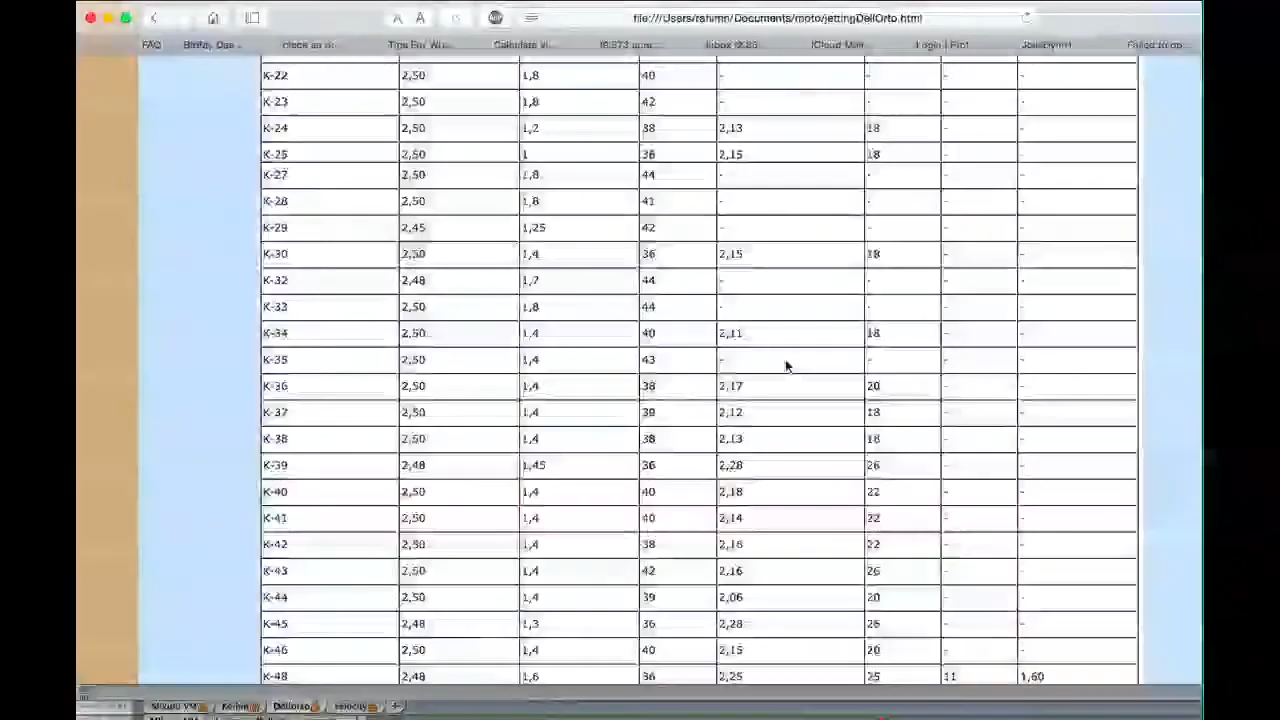 file:///Users/rahimn/Documents/moto/jettingDellOrto.html
FAQ
K-22 2,50 1,8 40 - - - -
K-23 2,50 1,8 42 - - - -
K-24 2,50 1,2 38 2,13 18 - -
K-25 2,50 1 36 2,15 18 - -
K-27 2,50 1,8 44 - - - -
K-28 2,50 1,8 41 - - - -
K-29 2,45 1,25 42 - - - -
K-30 2,50 1,4 36 2,15 18 - -
K-32 2,48 1,7 44 - - - -
K-33 2,50 1,8 44 - - - -
K-34 2,50 1,4 40 2,11 18 - -
K-35 2,50 1,4 43 - - - -
K-36 2,50 1,4 38 2,17 20 - -
K-37 2,50 1,4 39 2,12 18 - -
K-38 2,50 1,4 38 2,13 18 - -
K-39 2,48 1,45 36 2,28 26 - -
K-40 2,50 1,4 40 2,18 22 - -
K-41 2,50 1,4 40 2,14 22 - -
K-42 2,50 1,4 38 2,16 22 - -
K-43 2,50 1,4 42 2,16 26 - -
K-44 2,50 1,4 39 2,06 20 - -
K-45 2,48 1,3 36 2,28 26 - -
K-46 2,50 1,4 40 2,15 20 - -
K-48 2,48 1,6 36 2,25 25 11 1,60
Mikuni VM Keihin Dellorto velocity +